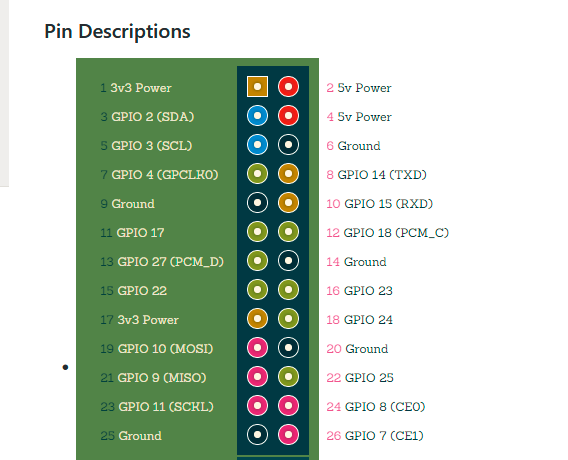 Pin Descriptions
1 3v3 Power 2 5v Power
3 GPIO 2 (SDA) 4 5v Power
5 GPIO 3 (SCL) 6 Ground
7 GPIO 4 (GPCLK0) 8 GPIO 14 (TXD)
9 Ground 10 GPIO 15 (RXD)
11 GPIO 17 12 GPIO 18 (PCM_C)
13 GPIO 27 (PCM_D) 14 Ground
15 GPIO 22 16 GPIO 23
17 3v3 Power 18 GPIO 24
19 GPIO 10 (MOSI) 20 Ground
21 GPIO 9 (MISO) 22 GPIO 25
23 GPIO 11 (SCKL) 24 GPIO 8 (CE0)
25 Ground 26 GPIO 7 (CE1)